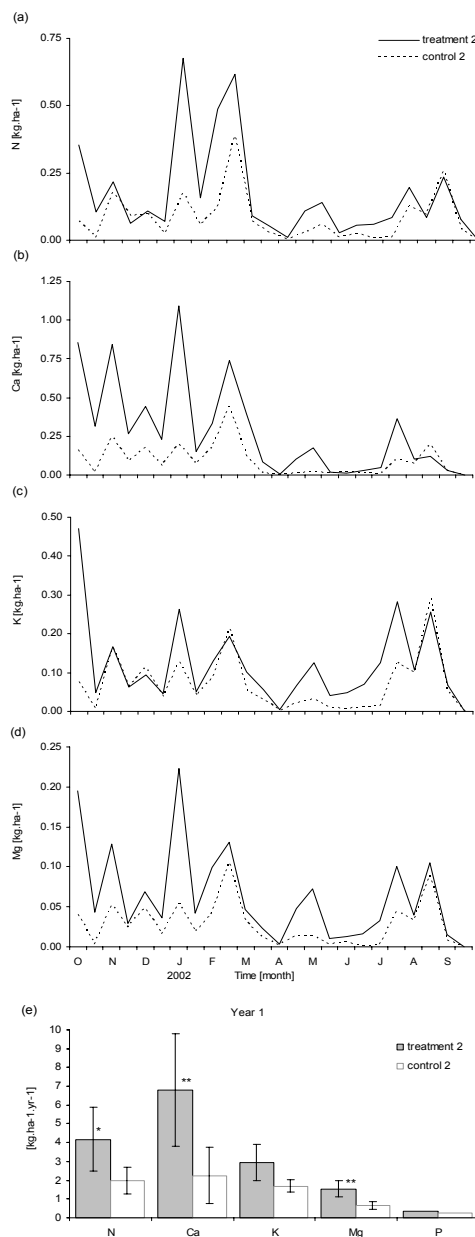 (a)
0.75
0.50
0.25
0.00
N [kg.ha-1]
treatment 2
control 2
(b)
1.25
1.00
0.75
0.50
0.25
0.00
Ca [kg.ha-1]
(c)
0.50
0.40
0.30
0.20
0.10
0.00
K [kg.ha-1]
(d)
0.25
0.20
0.15
0.10
0.05
0.00
Mg [kg.ha-1]
O N D J F M A M J J A S
2002 Time [month]
(e) Year 1
10
9
8
7
6
5
4
3
2
1
0
[kg.ha-1.yr-1]
treatment 2
control 2
* ** **
N Ca K Mg P